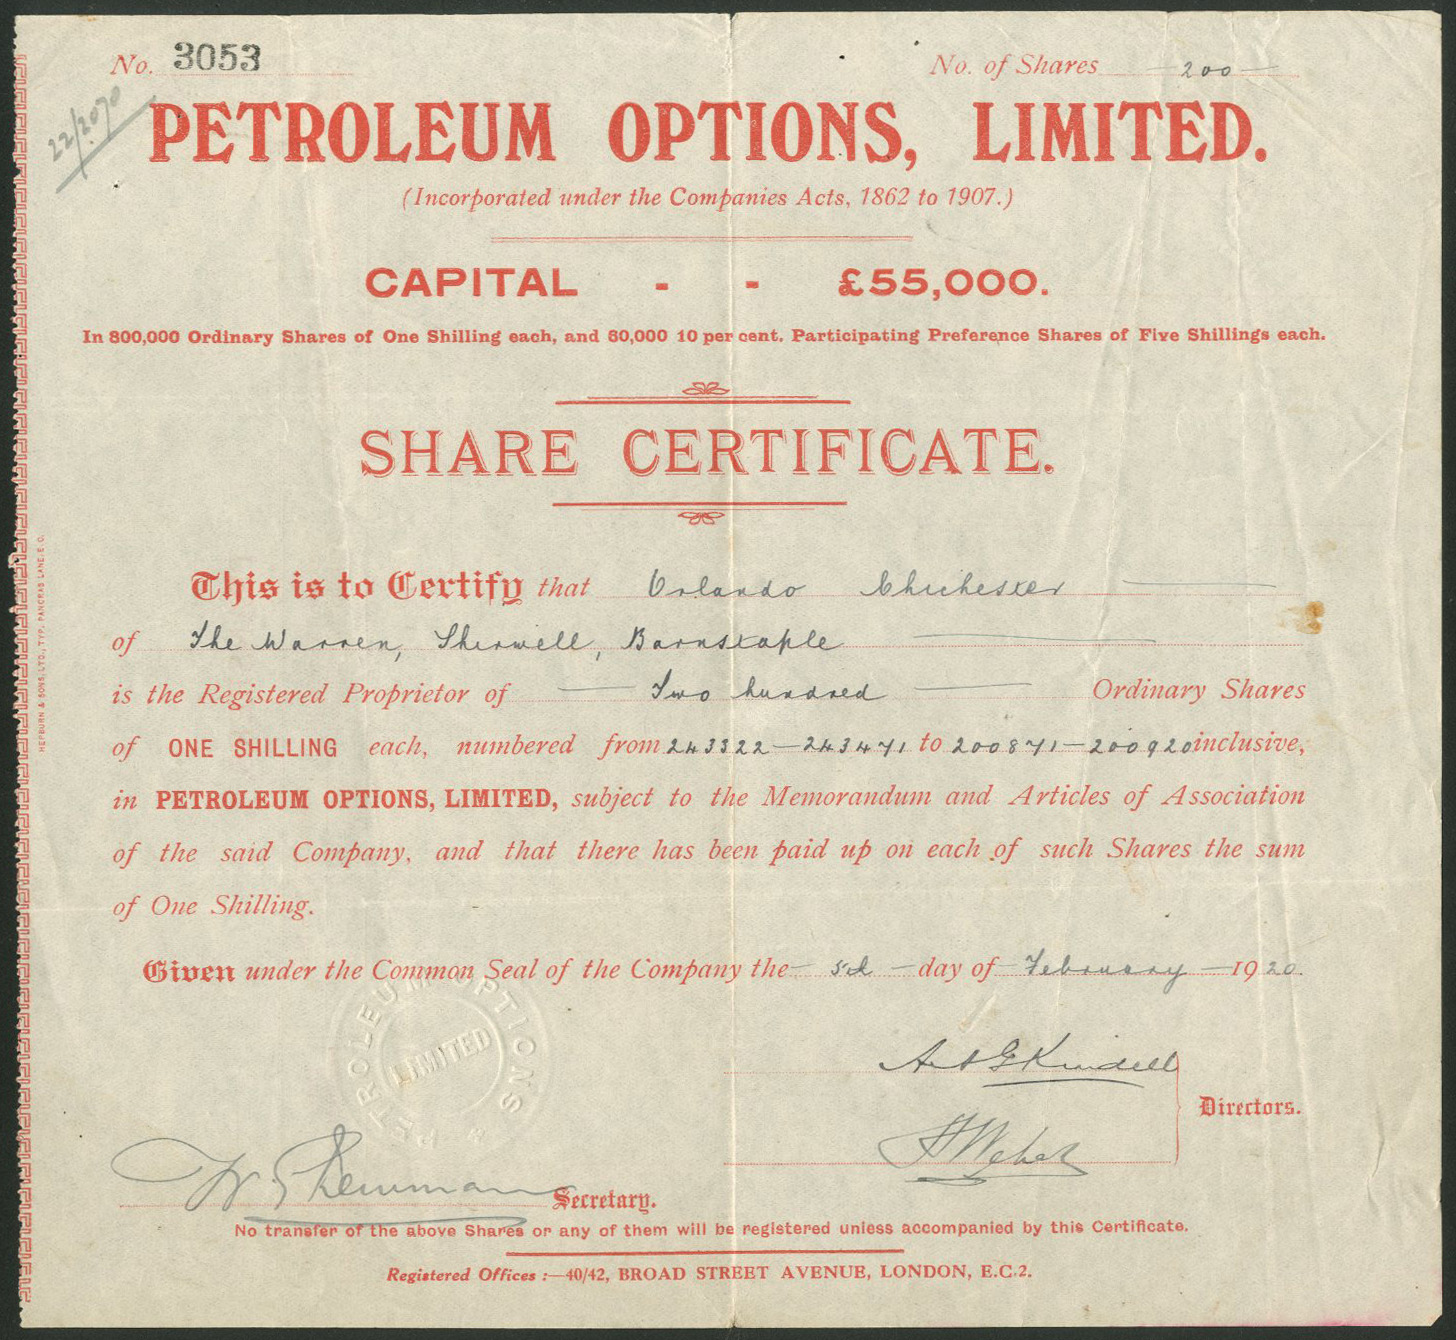 No. 3053 No. of Shares 200
22/2070
PETROLEUM OPTIONS, LIMITED.
(Incorporated under the Companies Acts, 1862 to 1907.)
CAPITAL - - £55,000.
In 800,000 Ordinary Shares of One Shilling each, and 60,000 10 per cent. Participating Preference Shares of Five Shillings each.
SHARE CERTIFICATE.
This is to Certify that Orlando Chichester
of The Warren, Sherwell, Barnstaple
is the Registered Proprietor of Two hundred Ordinary Shares
of ONE SHILLING each, numbered from 243322—243471 to 200871—200920 inclusive,
in PETROLEUM OPTIONS, LIMITED, subject to the Memorandum and Articles of Association
of the said Company, and that there has been paid up on each of such Shares the sum
of One Shilling.
Given under the Common Seal of the Company the 5th day of February 1920.
PETROLEUM OPTIONS
LIMITED
Directors.
Secretary.
No transfer of the above Shares or any of them will be registered unless accompanied by this Certificate.
Registered Offices :—40/42, BROAD STREET AVENUE, LONDON, E.C.2.
HEPBURN & SONS, LTD., TYP. PANCRAS LANE, E.C.